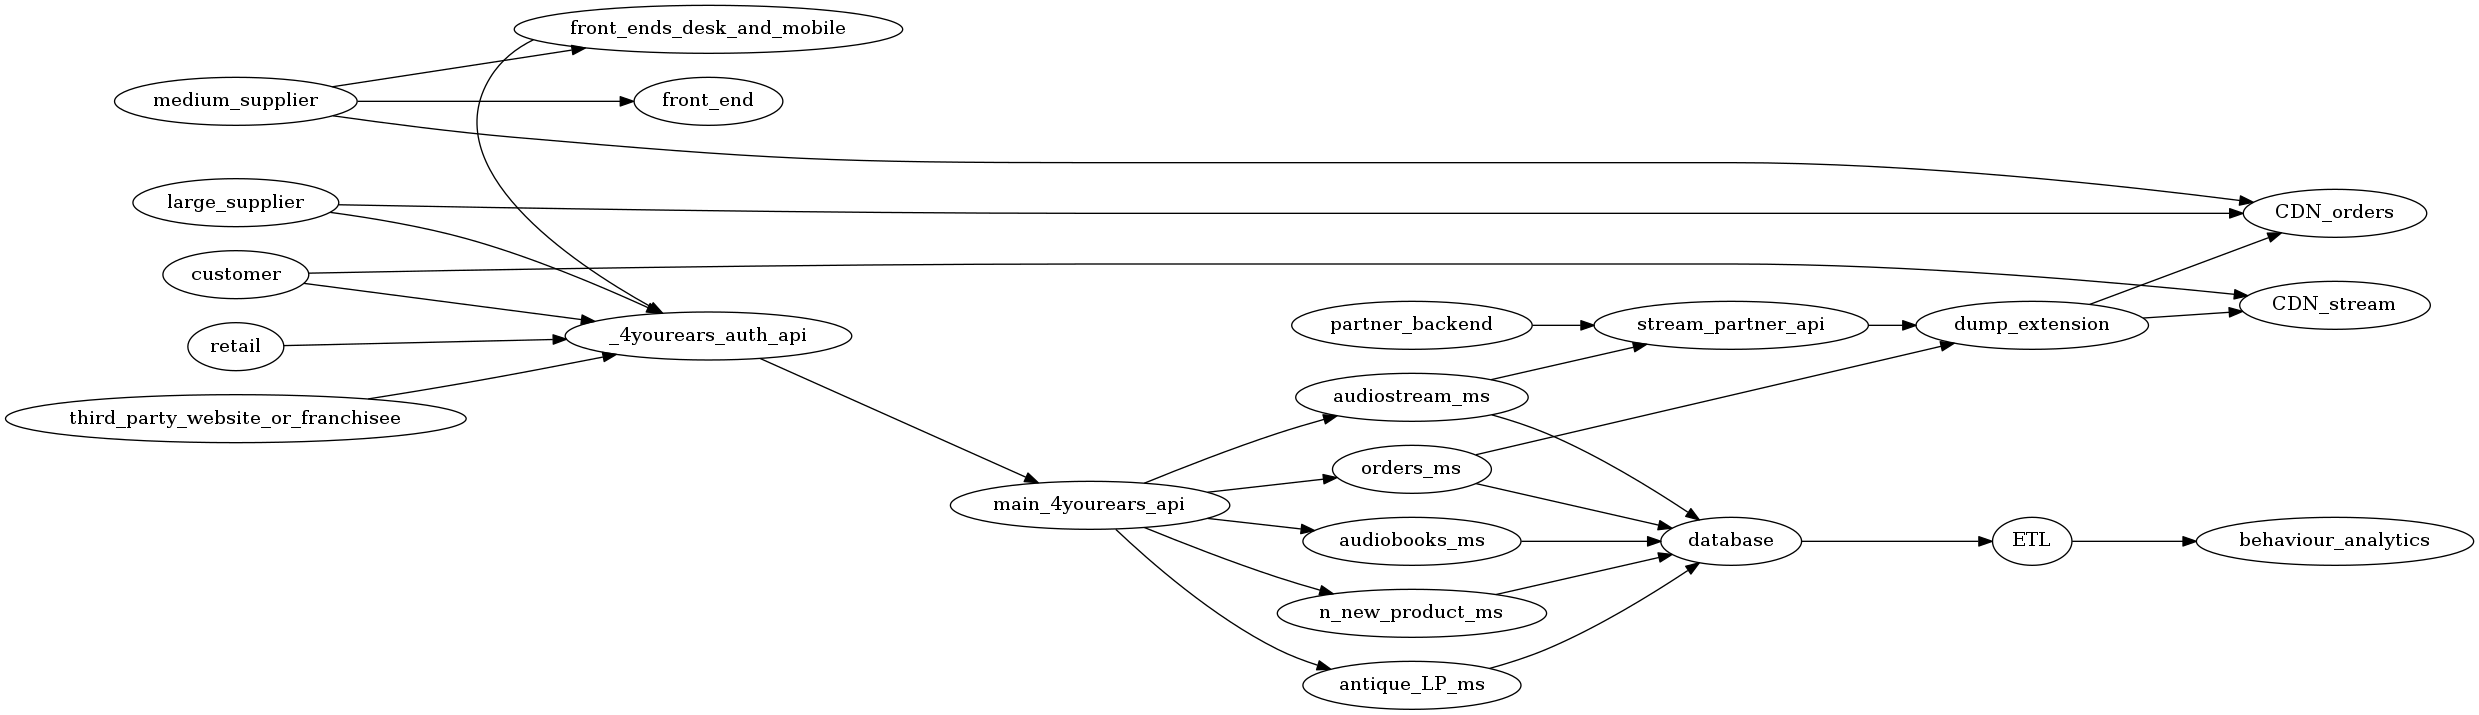 front_ends_desk_and_mobile
medium_supplier
front_end
large_supplier
CDN_orders
customer
CDN_stream
partner_backend
stream_partner_api
dump_extension
_4yourears_auth_api
retail
audiostream_ms
third_party_website_or_franchisee
orders_ms
main_4yourears_api
audiobooks_ms
database
ETL
behaviour_analytics
n_new_product_ms
antique_LP_ms